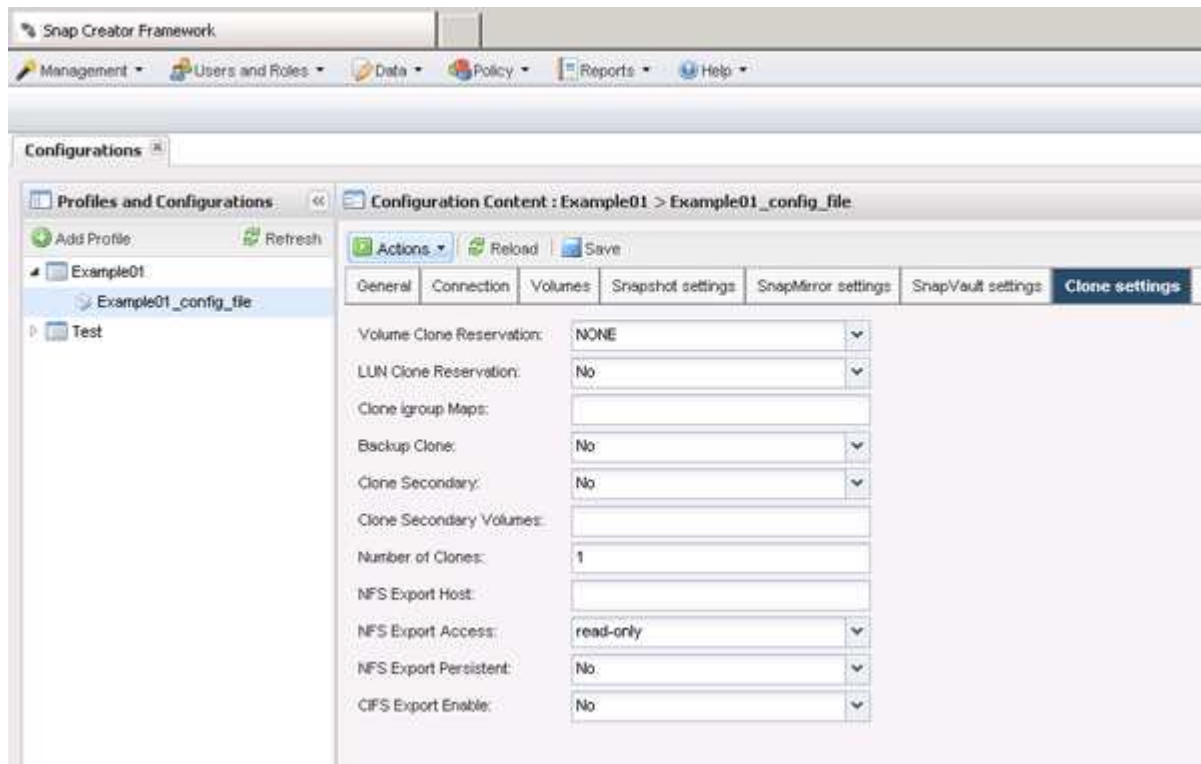 Snap Creator Framework
Management Users and Roles Data Policy Reports Help
Configurations
Profiles and Configurations
Configuration Content : Example01 > Example01_config_file
Add Profile Refresh
Actions Reload Save
Example01
Example01_config_file
Test
General Connection Volumes Snapshot settings SnapMirror settings SnapVault settings Clone settings
Volume Clone Reservation: NONE
LUN Clone Reservation: No
Clone igroup Maps:
Backup Clone: No
Clone Secondary: No
Clone Secondary Volumes:
Number of Clones: 1
NFS Export Host:
NFS Export Access: read-only
NFS Export Persistent: No
CIFS Export Enable: No